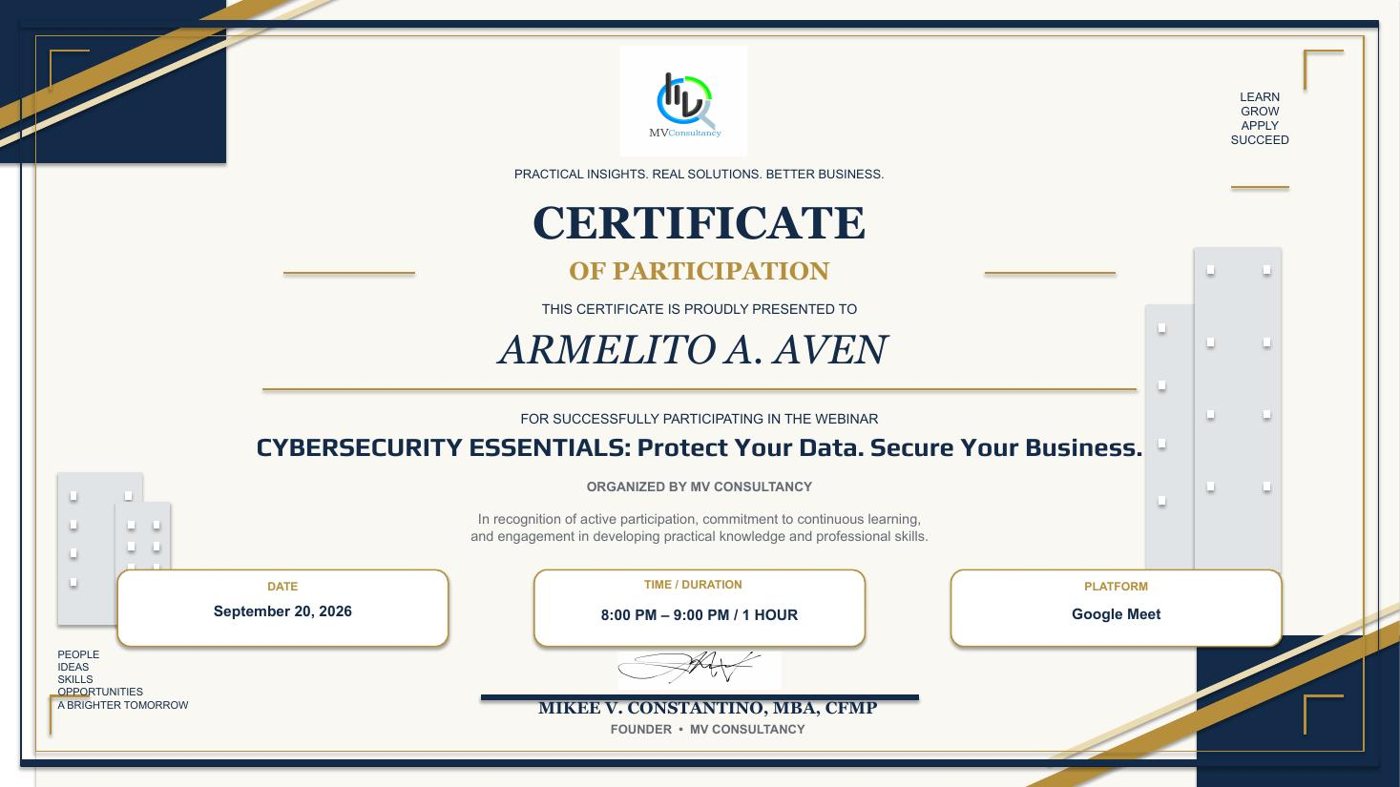 MVConsultancy
LEARN
GROW
APPLY
SUCCEED
PRACTICAL INSIGHTS. REAL SOLUTIONS. BETTER BUSINESS.
CERTIFICATE
OF PARTICIPATION
THIS CERTIFICATE IS PROUDLY PRESENTED TO
ARMELITO A. AVEN
FOR SUCCESSFULLY PARTICIPATING IN THE WEBINAR
CYBERSECURITY ESSENTIALS: Protect Your Data. Secure Your Business.
ORGANIZED BY MV CONSULTANCY
In recognition of active participation, commitment to continuous learning,
and engagement in developing practical knowledge and professional skills.
DATE
September 20, 2026
TIME / DURATION
8:00 PM – 9:00 PM / 1 HOUR
PLATFORM
Google Meet
PEOPLE
IDEAS
SKILLS
OPPORTUNITIES
A BRIGHTER TOMORROW
MIKEE V. CONSTANTINO, MBA, CFMP
FOUNDER • MV CONSULTANCY